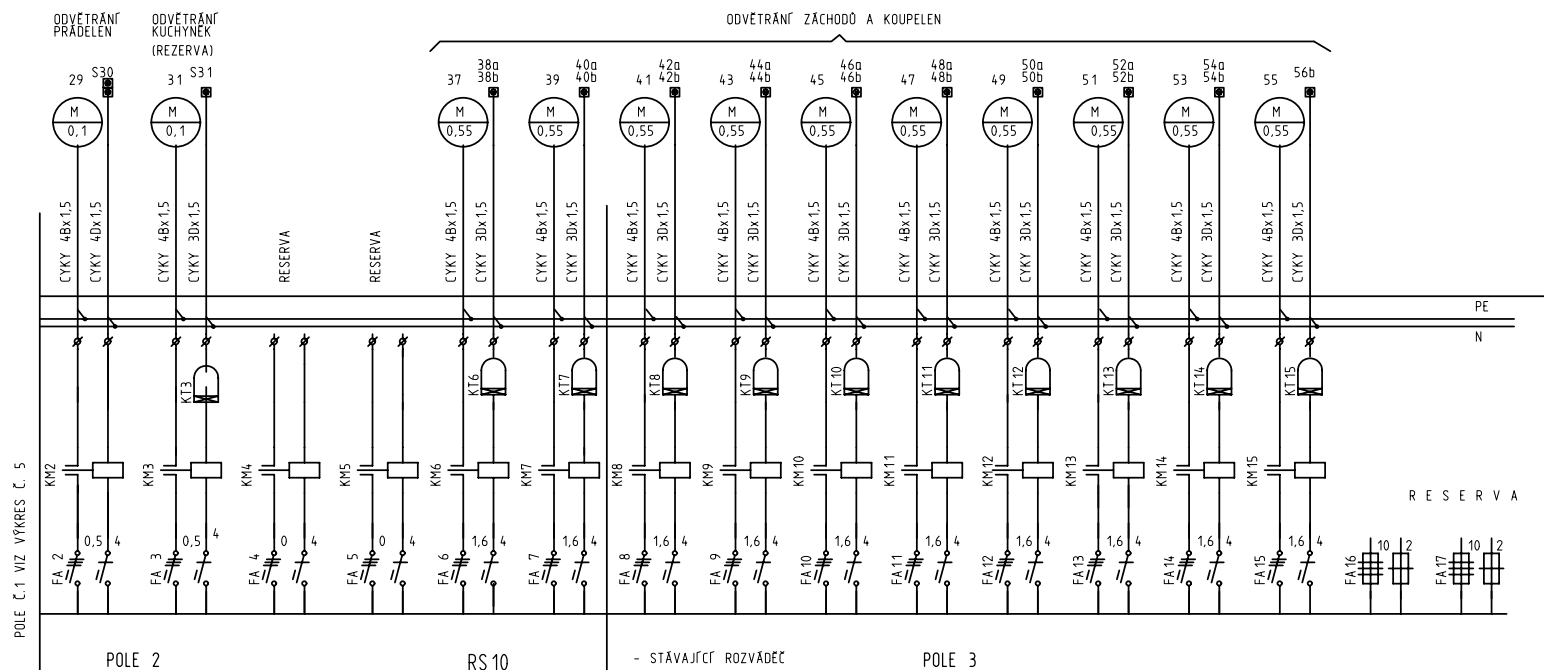 ODVĚTRÁNÍ PRÁDELEN
ODVĚTRÁNÍ KUCHYNĚK (REZERVA)
ODVĚTRÁNÍ ZÁCHODŮ A KOUPELEN
29 S30 31 S31 37 38a 38b 39 40a 40b 41 42a 42b 43 44a 44b 45 46a 46b 47 48a 48b 49 50a 50b 51 52a 52b 53 54a 54b 55 56b
M M M M M M M M M M M M
0,1 0,1 0,55 0,55 0,55 0,55 0,55 0,55 0,55 0,55 0,55 0,55
CYKY 4Bx1,5 CYKY 4Dx1,5 CYKY 4Bx1,5 CYKY 3Dx1,5 RESERVA RESERVA CYKY 4Bx1,5 CYKY 3Dx1,5 CYKY 4Bx1,5 CYKY 3Dx1,5 CYKY 4Bx1,5 CYKY 3Dx1,5 CYKY 4Bx1,5 CYKY 3Dx1,5 CYKY 4Bx1,5 CYKY 3Dx1,5 CYKY 4Bx1,5 CYKY 3Dx1,5 CYKY 4Bx1,5 CYKY 3Dx1,5 CYKY 4Bx1,5 CYKY 3Dx1,5 CYKY 4Bx1,5 CYKY 3Dx1,5 CYKY 4Bx1,5 CYKY 3Dx1,5
PE
N
KT3 KT6 KT7 KT8 KT9 KT10 KT11 KT12 KT13 KT14 KT15
KM2 KM3 KM4 KM5 KM6 KM7 KM8 KM9 KM10 KM11 KM12 KM13 KM14 KM15
RESERVA
0,5 4 0,5 4 0 4 0 4 1,6 4 1,6 4 1,6 4 1,6 4 1,6 4 1,6 4 1,6 4 1,6 4 1,6 4 1,6 4 10 2 10 2
FA 2 FA 3 FA 4 FA 5 FA 6 FA 7 FA 8 FA 9 FA10 FA11 FA12 FA13 FA14 FA15 FA16 FA17
POLE Č.1 VIZ VÝKRES Č. 5
POLE 2 RS10 - STÁVAJÍCÍ ROZVÁDĚČ POLE 3